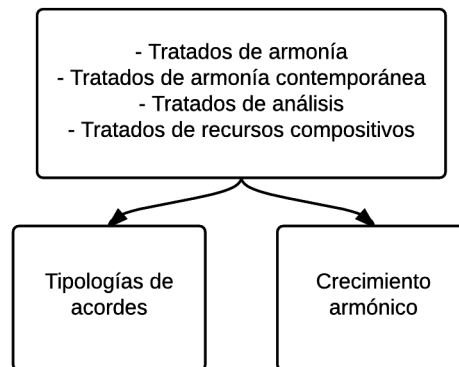 - Tratados de armonía
- Tratados de armonía contemporánea
- Tratados de análisis
- Tratados de recursos compositivos
Tipologías de
acordes
Crecimiento
armónico